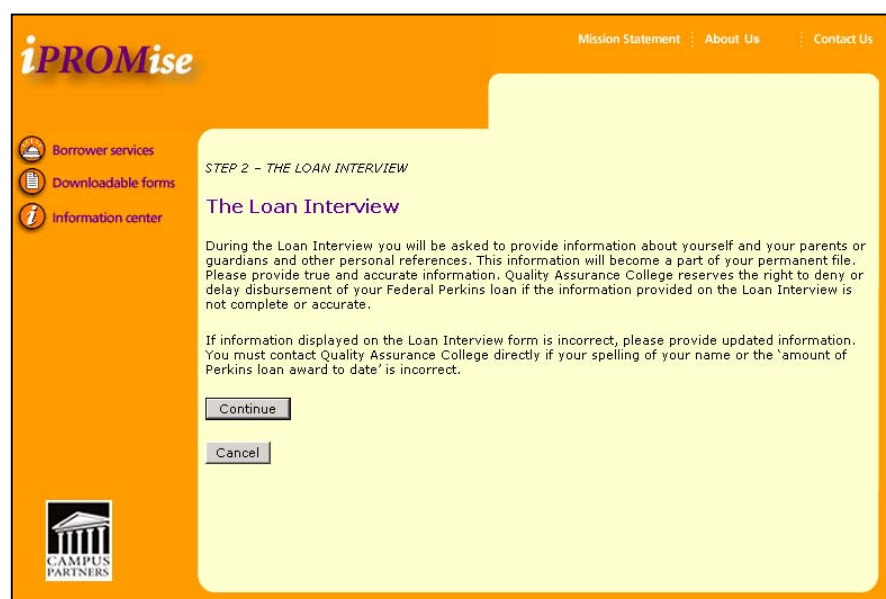 iPROMise
Mission Statement
About Us
Contact Us
Borrower services
Downloadable forms
Information center
STEP 2 – THE LOAN INTERVIEW
The Loan Interview
During the Loan Interview you will be asked to provide information about yourself and your parents or
guardians and other personal references. This information will become a part of your permanent file.
Please provide true and accurate information. Quality Assurance College reserves the right to deny or
delay disbursement of your Federal Perkins loan if the information provided on the Loan Interview is
not complete or accurate.
If information displayed on the Loan Interview form is incorrect, please provide updated information.
You must contact Quality Assurance College directly if your spelling of your name or the ‘amount of
Perkins loan award to date’ is incorrect.
Continue
Cancel
CAMPUS
PARTNERS